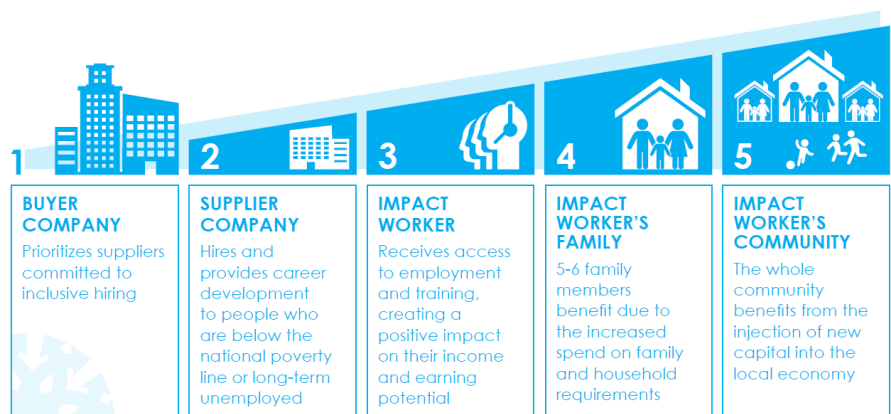 1
BUYER
COMPANY
Prioritizes suppliers
committed to
inclusive hiring
2
SUPPLIER
COMPANY
Hires and
provides career
development
to people who
are below the
national poverty
line or long-term
unemployed
3
IMPACT
WORKER
Receives access
to employment
and training,
creating a
positive impact
on their income
and earning
potential
4
IMPACT
WORKER'S
FAMILY
5-6 family
members
benefit due to
the increased
spend on family
and household
requirements
5
IMPACT
WORKER'S
COMMUNITY
The whole
community
benefits from the
injection of new
capital into the
local economy